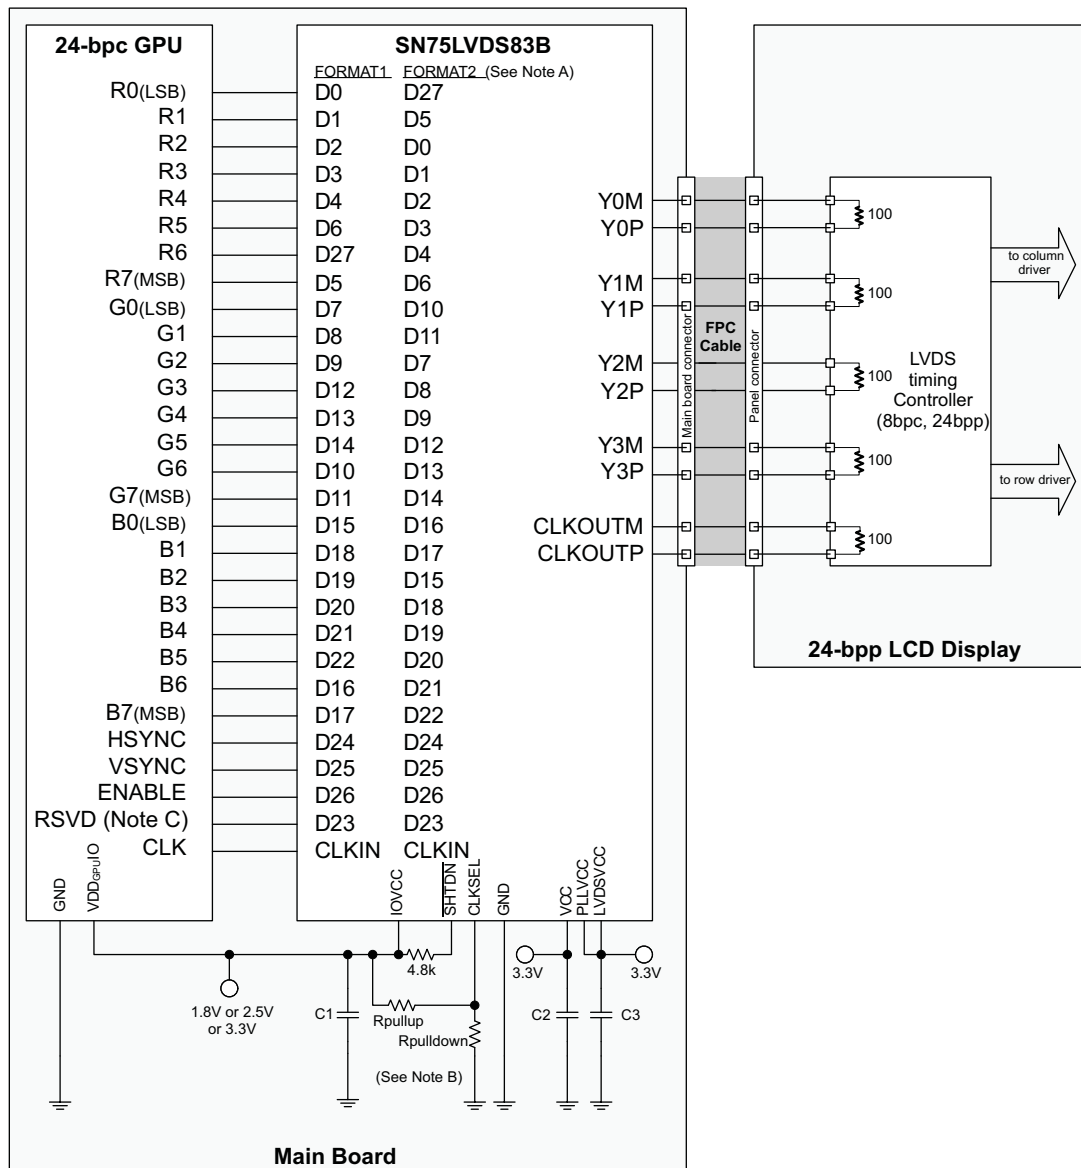 24-bpc GPU
SN75LVDS83B
FORMAT1 FORMAT2 (See Note A)
R0(LSB) D0 D27
R1 D1 D5
R2 D2 D0
R3 D3 D1
R4 D4 D2
R5 D6 D3
R6 D27 D4
R7(MSB) D5 D6
G0(LSB) D7 D10
G1 D8 D11
G2 D9 D7
G3 D12 D8
G4 D13 D9
G5 D14 D12
G6 D10 D13
G7(MSB) D11 D14
B0(LSB) D15 D16
B1 D18 D17
B2 D19 D15
B3 D20 D18
B4 D21 D19
B5 D22 D20
B6 D16 D21
B7(MSB) D17 D22
HSYNC D24 D24
VSYNC D25 D25
ENABLE D26 D26
RSVD (Note C) D23 D23
CLK CLKIN CLKIN
Y0M
Y0P
Y1M
Y1P
Y2M
Y2P
Y3M
Y3P
CLKOUTM
CLKOUTP
Main board connector
FPC
Cable
Panel connector
100
100
100
100
100
LVDS
timing
Controller
(8bpc, 24bpp)
to column
driver
to row driver
24-bpp LCD Display
GND
VDDGPUIO
IOVCC
SHTDN
CLKSEL
GND
VCC
PLLVCC
LVDSVCC
4.8k
3.3V
3.3V
1.8V or 2.5V
or 3.3V
C1
Rpullup
Rpulldown
C2
C3
(See Note B)
Main Board